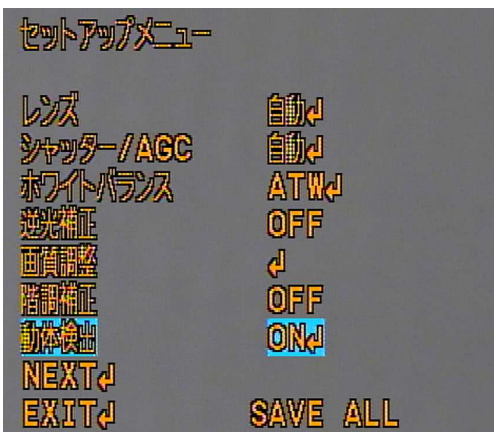 セットアップメニュー
レンズ 自動↲
シャッター/AGC 自動↲
ホワイトバランス ATW↲
逆光補正 OFF
画質調整 ↲
階調補正 OFF
動体検出 ON↲
NEXT↲
EXIT↲ SAVE ALL